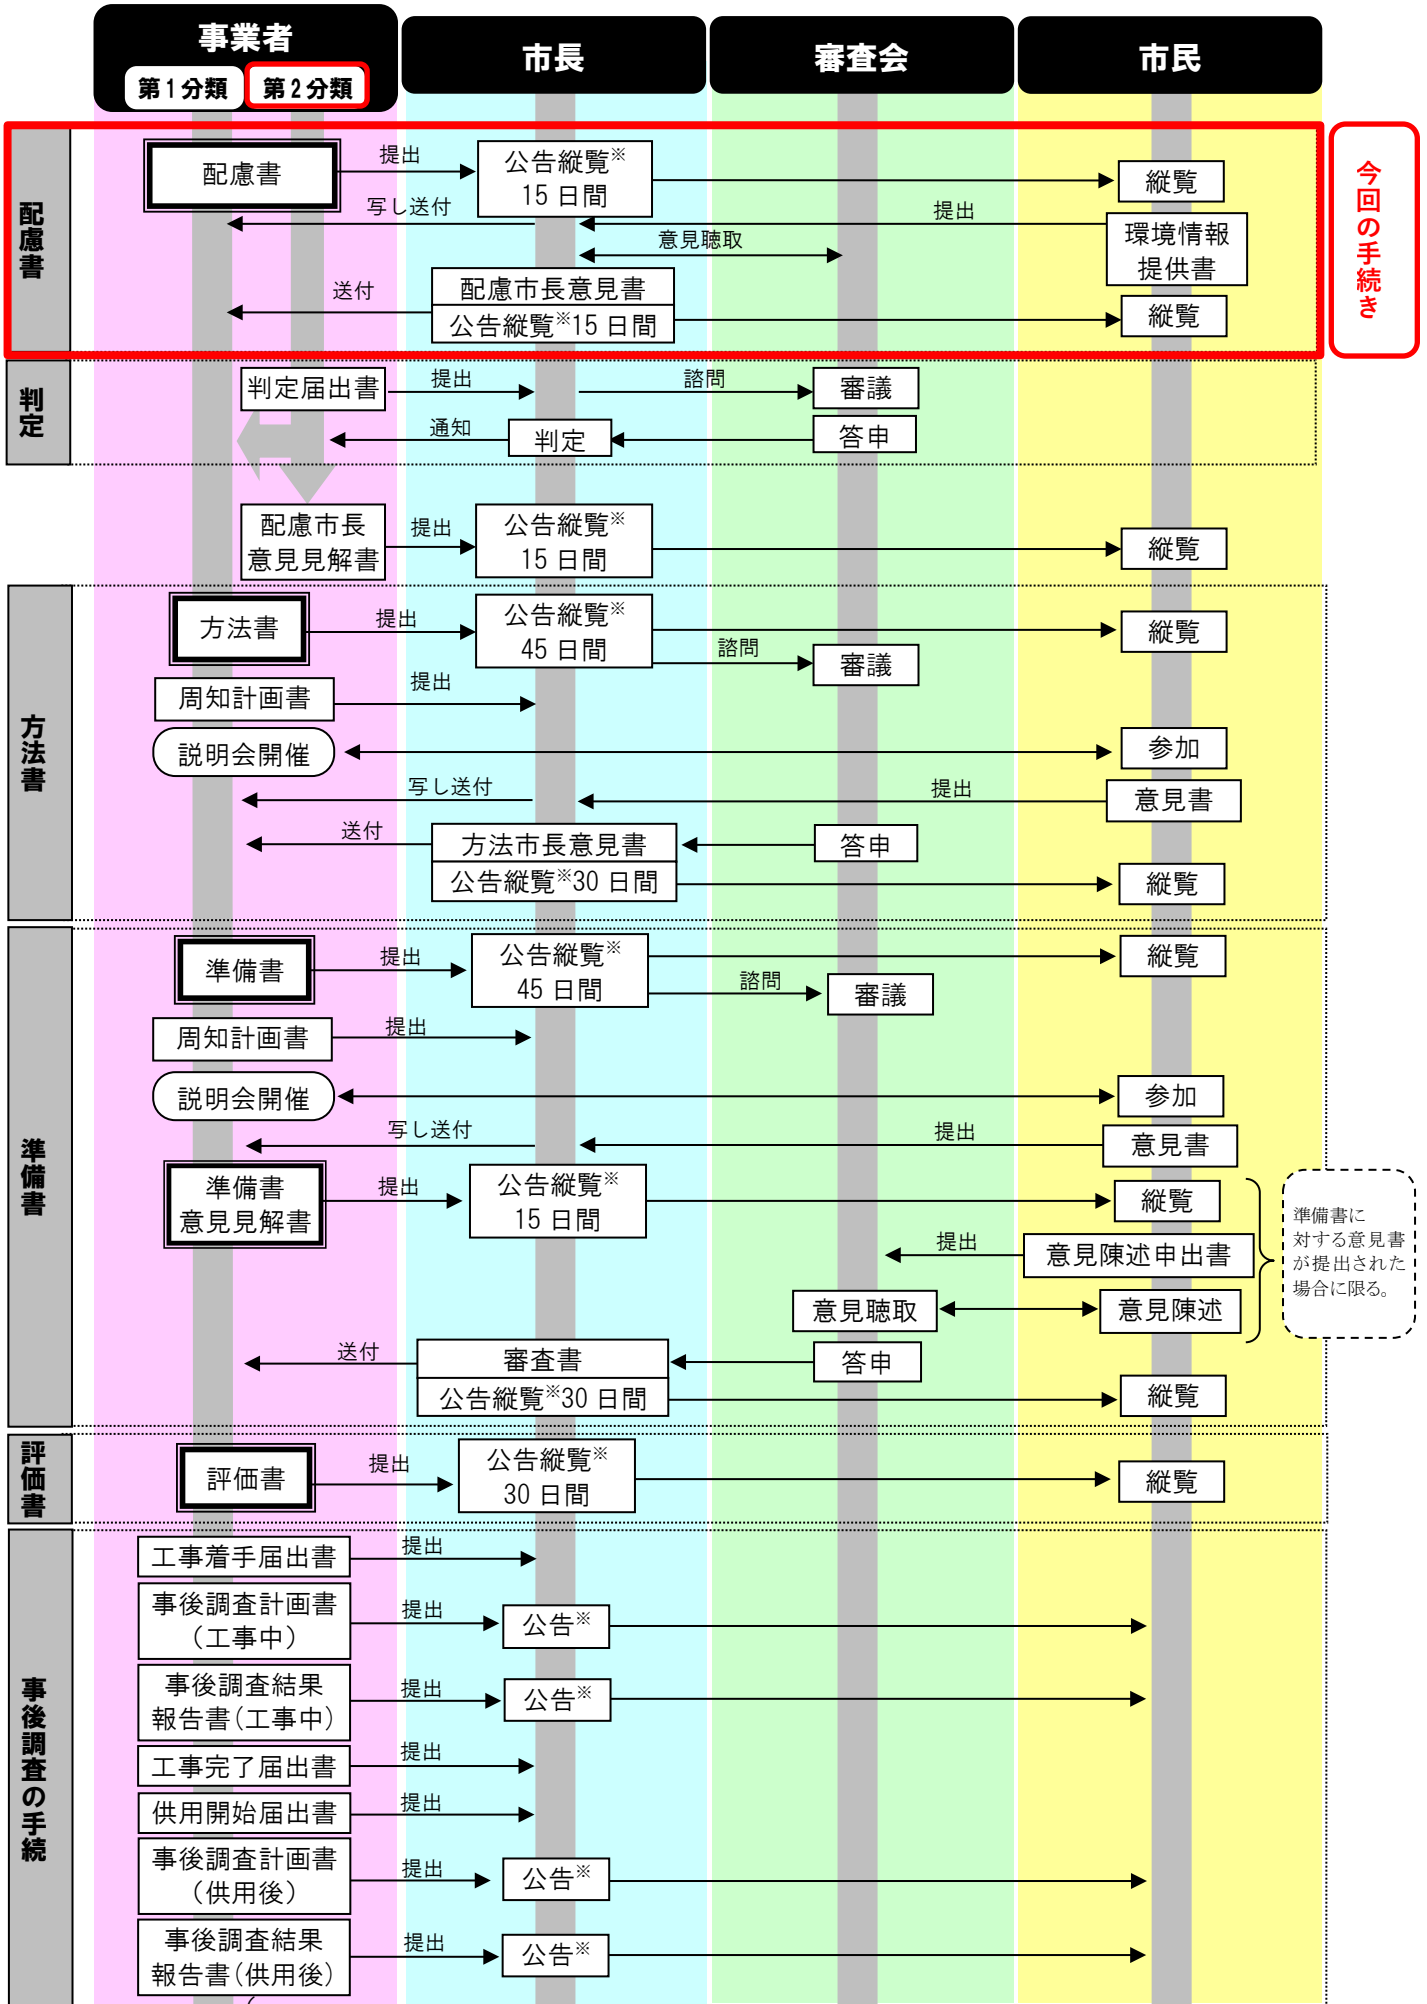 事業者
第1分類
第2分類
市長
審査会
市民
今回の手続き
配慮書
配慮書
提出
公告縦覧※
15日間
縦覧
写し送付
提出
環境情報
提供書
意見聴取
送付
配慮市長意見書
公告縦覧※15日間
縦覧
判定
判定届出書
提出
諮問
審議
通知
判定
答申
配慮市長
意見見解書
提出
公告縦覧※
15日間
縦覧
方法書
方法書
提出
公告縦覧※
45日間
縦覧
諮問
審議
周知計画書
提出
説明会開催
参加
写し送付
提出
意見書
送付
方法市長意見書
答申
公告縦覧※30日間
縦覧
準備書
準備書
提出
公告縦覧※
45日間
縦覧
諮問
審議
周知計画書
提出
説明会開催
参加
写し送付
提出
意見書
準備書
意見見解書
提出
公告縦覧※
15日間
縦覧
提出
意見陳述申出書
意見聴取
意見陳述
準備書に
対する意見書
が提出された
場合に限る。
送付
審査書
答申
公告縦覧※30日間
縦覧
評価書
評価書
提出
公告縦覧※
30日間
縦覧
事後調査の手続
工事着手届出書
提出
事後調査計画書
（工事中）
提出
公告※
事後調査結果
報告書（工事中）
提出
公告※
工事完了届出書
提出
供用開始届出書
提出
事後調査計画書
（供用後）
提出
公告※
事後調査結果
報告書（供用後）
提出
公告※